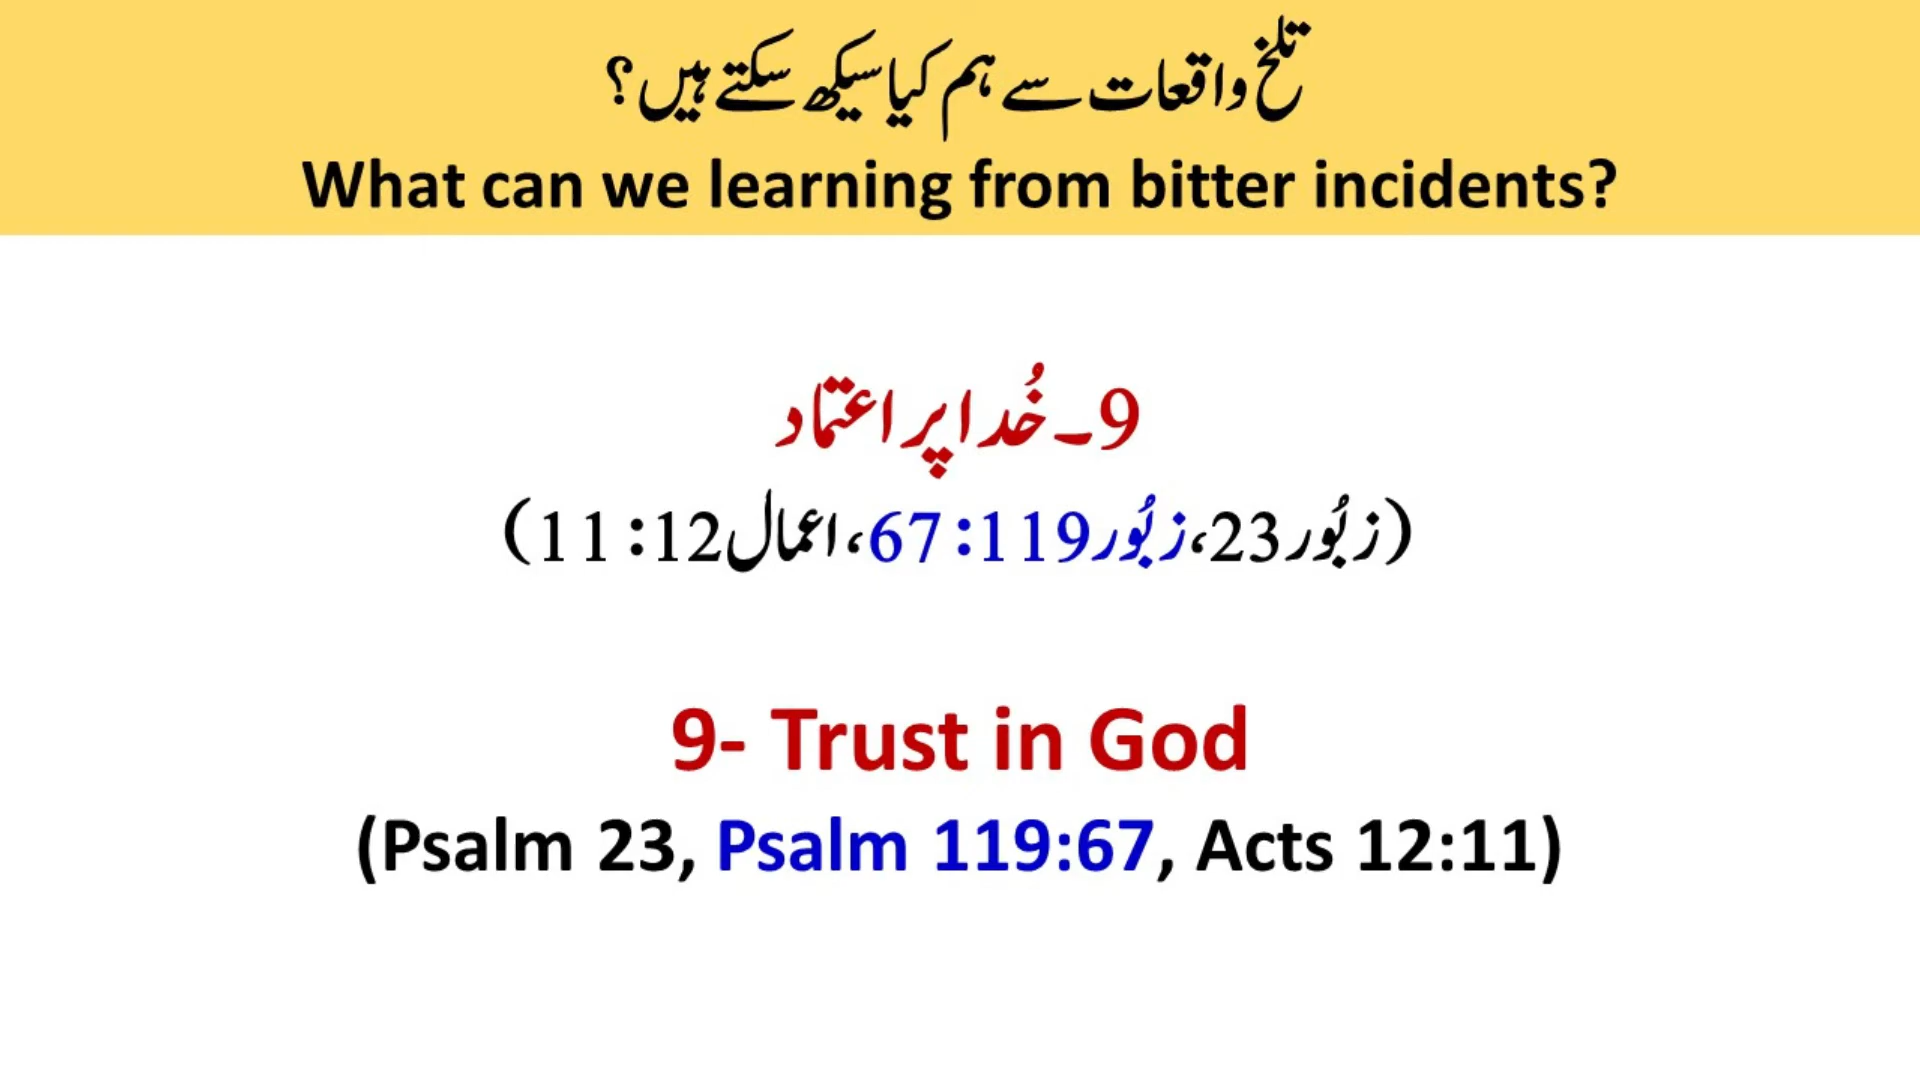 تلخ واقعات سے ہم کیا سیکھ سکتے ہیں؟
What can we learning from bitter incidents?
9۔ خُدا پر اعتماد
(زبُور 23، زبُور 119:67، اعمال 12:11)
9- Trust in God
(Psalm 23, Psalm 119:67, Acts 12:11)